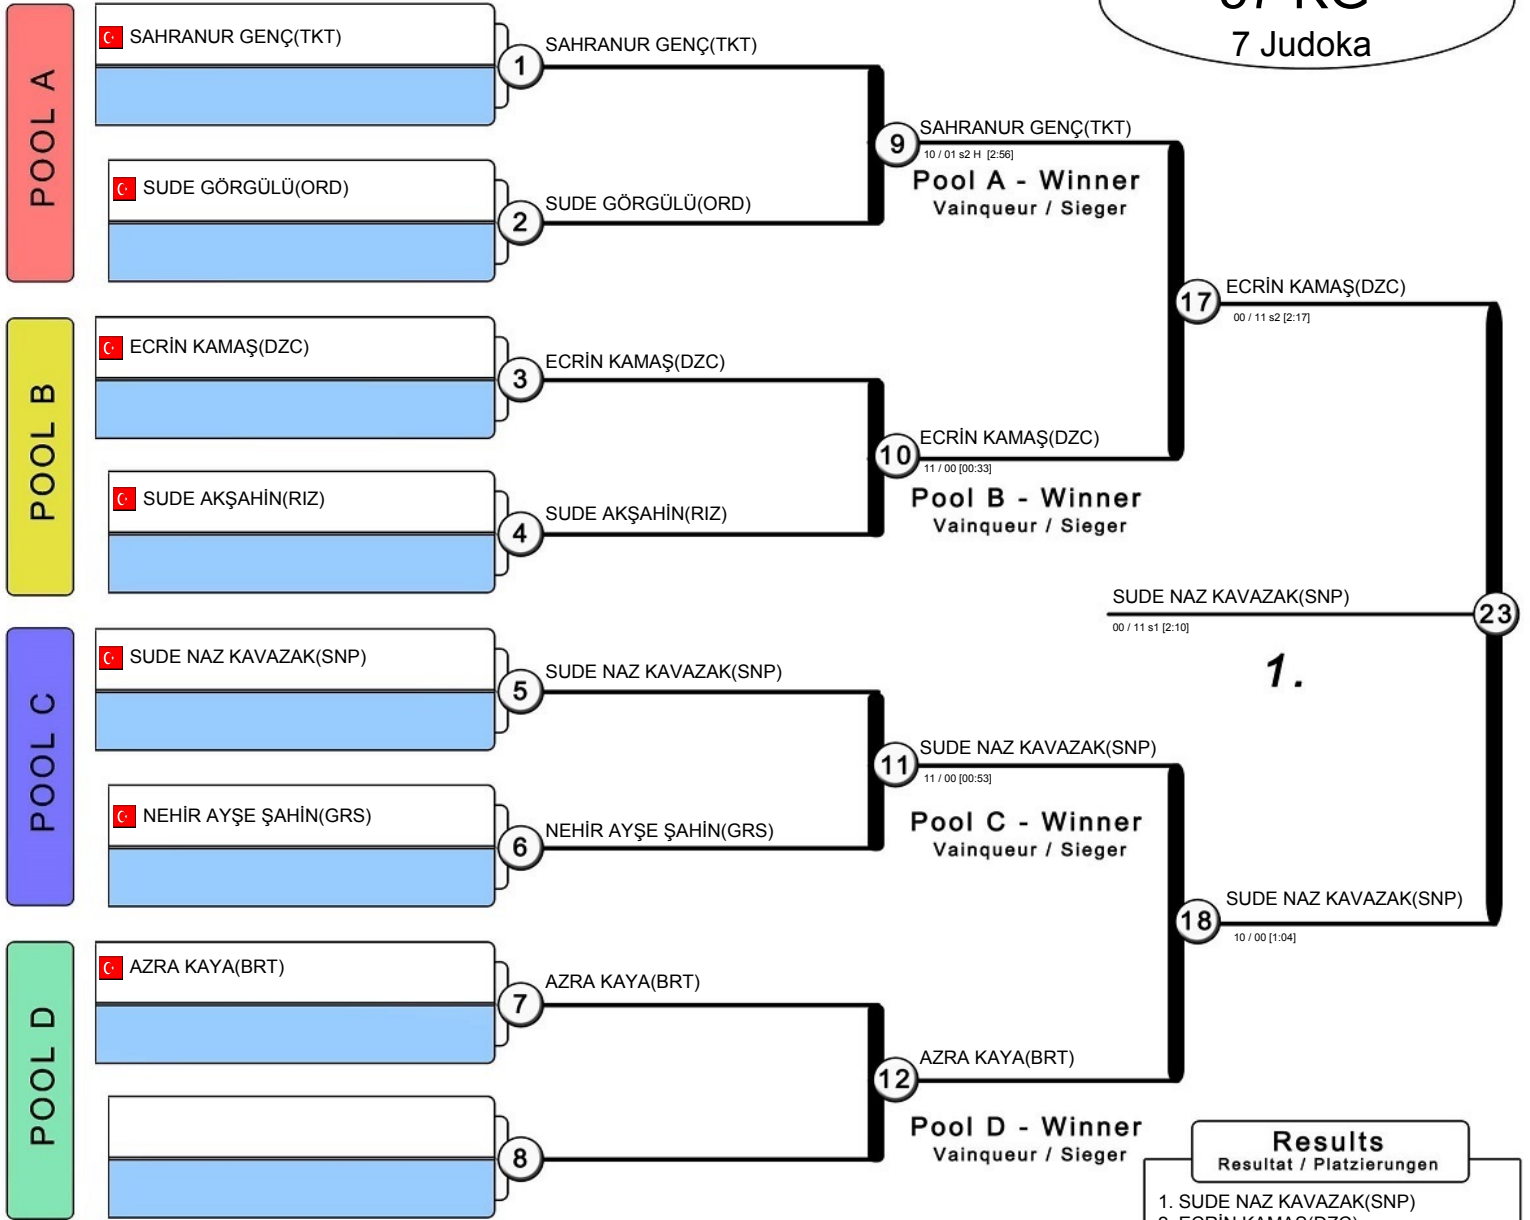 7 Judoka
POOL A
SAHRANUR GENÇ(TKT)
1
SAHRANUR GENÇ(TKT)
SUDE GÖRGÜLÜ(ORD)
2
SUDE GÖRGÜLÜ(ORD)
9
SAHRANUR GENÇ(TKT)
10 / 01 s2 H [2:56]
Pool A - Winner
Vainqueur / Sieger
POOL B
ECRİN KAMAŞ(DZC)
3
ECRİN KAMAŞ(DZC)
SUDE AKŞAHİN(RIZ)
4
SUDE AKŞAHİN(RIZ)
10
ECRİN KAMAŞ(DZC)
11 / 00 [00:33]
Pool B - Winner
Vainqueur / Sieger
17
ECRİN KAMAŞ(DZC)
00 / 11 s2 [2:17]
POOL C
SUDE NAZ KAVAZAK(SNP)
5
SUDE NAZ KAVAZAK(SNP)
NEHİR AYŞE ŞAHİN(GRS)
6
NEHİR AYŞE ŞAHİN(GRS)
11
SUDE NAZ KAVAZAK(SNP)
11 / 00 [00:53]
Pool C - Winner
Vainqueur / Sieger
POOL D
AZRA KAYA(BRT)
7
AZRA KAYA(BRT)
8
12
AZRA KAYA(BRT)
Pool D - Winner
Vainqueur / Sieger
18
SUDE NAZ KAVAZAK(SNP)
10 / 00 [1:04]
SUDE NAZ KAVAZAK(SNP)
23
00 / 11 s1 [2:10]
1.
Results
Resultat / Platzierungen
1. SUDE NAZ KAVAZAK(SNP)
2. ECRİN KAMAŞ(DZC)